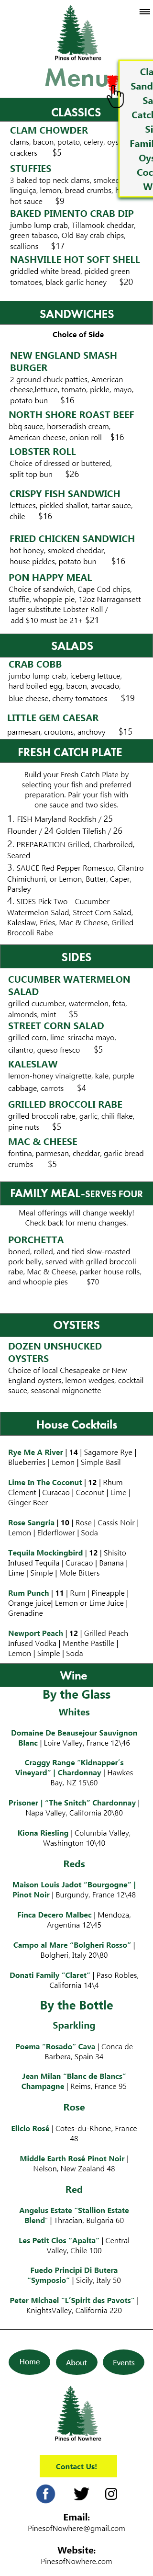 Pines of Nowhere
Menu
Cla
Sand
Sa
Catch
Si
Famil
Oys
Coc
W
CLASSICS
CLAM CHOWDER
clams, bacon, potato, celery, oys
crackers $5
STUFFIES
3 baked top neck clams, smoked
linguiça, lemon, bread crumbs, h
hot sauce $9
BAKED PIMENTO CRAB DIP
jumbo lump crab, Tillamook cheddar,
green tabasco, Old Bay crab chips,
scallions $17
NASHVILLE HOT SOFT SHELL
griddled white bread, pickled green
tomatoes, black garlic honey $20
SANDWICHES
Choice of Side
NEW ENGLAND SMASH
BURGER
2 ground chuck patties, American
cheese,lettuce, tomato, pickle, mayo,
potato bun $16
NORTH SHORE ROAST BEEF
bbq sauce, horseradish cream,
American cheese, onion roll $16
LOBSTER ROLL
Choice of dressed or buttered,
split top bun $26
CRISPY FISH SANDWICH
lettuces, pickled shallot, tartar sauce,
chile $16
FRIED CHICKEN SANDWICH
hot honey, smoked cheddar,
house pickles, potato bun $16
PON HAPPY MEAL
Choice of sandwich, Cape Cod chips,
stuffie, whoppie pie, 12oz Narragansett
lager substitute Lobster Roll /
add $10 must be 21+ $21
SALADS
CRAB COBB
jumbo lump crab, iceberg lettuce,
hard boiled egg, bacon, avocado,
blue cheese, cherry tomatoes $19
LITTLE GEM CAESAR
parmesan, croutons, anchovy $15
FRESH CATCH PLATE
Build your Fresh Catch Plate by
selecting your fish and preferred
preparation. Pair your fish with
one sauce and two sides.
1. FISH Maryland Rockfish / 25
Flounder / 24 Golden Tilefish / 26
2. PREPARATION Grilled, Charbroiled,
Seared
3. SAUCE Red Pepper Romesco, Cilantro
Chimichurri, or Lemon, Butter, Caper,
Parsley
4. SIDES Pick Two - Cucumber
Watermelon Salad, Street Corn Salad,
Kaleslaw, Fries, Mac & Cheese, Grilled
Broccoli Rabe
SIDES
CUCUMBER WATERMELON
SALAD
grilled cucumber, watermelon, feta,
almonds, mint $5
STREET CORN SALAD
grilled corn, lime-sriracha mayo,
cilantro, queso fresco $5
KALESLAW
lemon-honey vinaigrette, kale, purple
cabbage, carrots $4
GRILLED BROCCOLI RABE
grilled broccoli rabe, garlic, chili flake,
pine nuts $5
MAC & CHEESE
fontina, parmesan, cheddar, garlic bread
crumbs $5
FAMILY MEAL-SERVES FOUR
Meal offerings will change weekly!
Check back for menu changes.
PORCHETTA
boned, rolled, and tied slow-roasted
pork belly, served with grilled broccoli
rabe, Mac & Cheese, parker house rolls,
and whoopie pies $70
OYSTERS
DOZEN UNSHUCKED
OYSTERS
Choice of local Chesapeake or New
England oysters, lemon wedges, cocktail
sauce, seasonal mignonette
House Cocktails
Rye Me A River | 14 | Sagamore Rye |
Blueberries | Lemon | Simple Basil
Lime In The Coconut | 12 | Rhum
Clement | Curacao | Coconut | Lime |
Ginger Beer
Rose Sangria | 10 | Rose | Cassis Noir |
Lemon | Elderflower | Soda
Tequila Mockingbird | 12 | Shisito
Infused Tequila | Curacao | Banana |
Lime | Simple | Mole Bitters
Rum Punch | 11 | Rum | Pineapple |
Orange juice| Lemon or Lime Juice |
Grenadine
Newport Peach | 12 | Grilled Peach
Infused Vodka | Menthe Pastille |
Lemon | Simple | Soda
Wine
By the Glass
Whites
Domaine De Beausejour Sauvignon
Blanc | Loire Valley, France 12\46
Craggy Range "Kidnapper's
Vineyard" | Chardonnay | Hawkes
Bay, NZ 15\60
Prisoner | "The Snitch" Chardonnay |
Napa Valley, California 20\80
Kiona Riesling | Columbia Valley,
Washington 10\40
Reds
Maison Louis Jadot "Bourgogne" |
Pinot Noir | Burgundy, France 12\48
Finca Decero Malbec | Mendoza,
Argentina 12\45
Campo al Mare "Bolgheri Rosso" |
Bolgheri, Italy 20\80
Donati Family "Claret" | Paso Robles,
California 14\4
By the Bottle
Sparkling
Poema "Rosado" Cava | Conca de
Barbera, Spain 34
Jean Milan "Blanc de Blancs"
Champagne | Reims, France 95
Rose
Elicio Rosé | Cotes-du-Rhone, France
48
Middle Earth Rosé Pinot Noir |
Nelson, New Zealand 48
Red
Angelus Estate "Stallion Estate
Blend" | Thracian, Bulgaria 60
Les Petit Clos "Apalta" | Central
Valley, Chile 100
Fuedo Principi Di Butera
"Symposio" | Sicily, Italy 50
Peter Michael "L'Spirit des Pavots" |
KnightsValley, California 220
Home
About
Events
Pines of Nowhere
Contact Us!
Email:
PinesofNowhere@gmail.com
Website:
PinesofNowhere.com